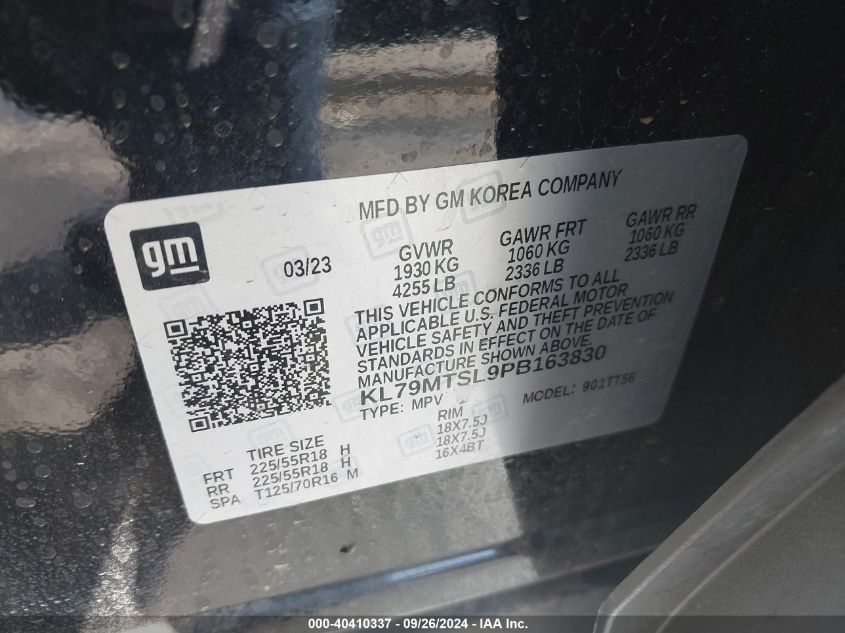 MFD BY GM KOREA COMPANY
gm
03/23
GVWR
1930 KG
4255 LB
GAWR FRT
1060 KG
2336 LB
GAWR RR
1060 KG
2336 LB
THIS VEHICLE CONFORMS TO ALL
APPLICABLE U.S. FEDERAL MOTOR
VEHICLE SAFETY AND THEFT PREVENTION
STANDARDS IN EFFECT ON THE DATE OF
MANUFACTURE SHOWN ABOVE.
KL79MTSL9PB163830
TYPE: MPV
MODEL: 901TT56
TIRE SIZE RIM
FRT 225/55R18 H 18X7.5J
RR 225/55R18 H 18X7.5J
SPA T125/70R16 M 16X4BT
000-40410337 - 09/26/2024 - IAA Inc.